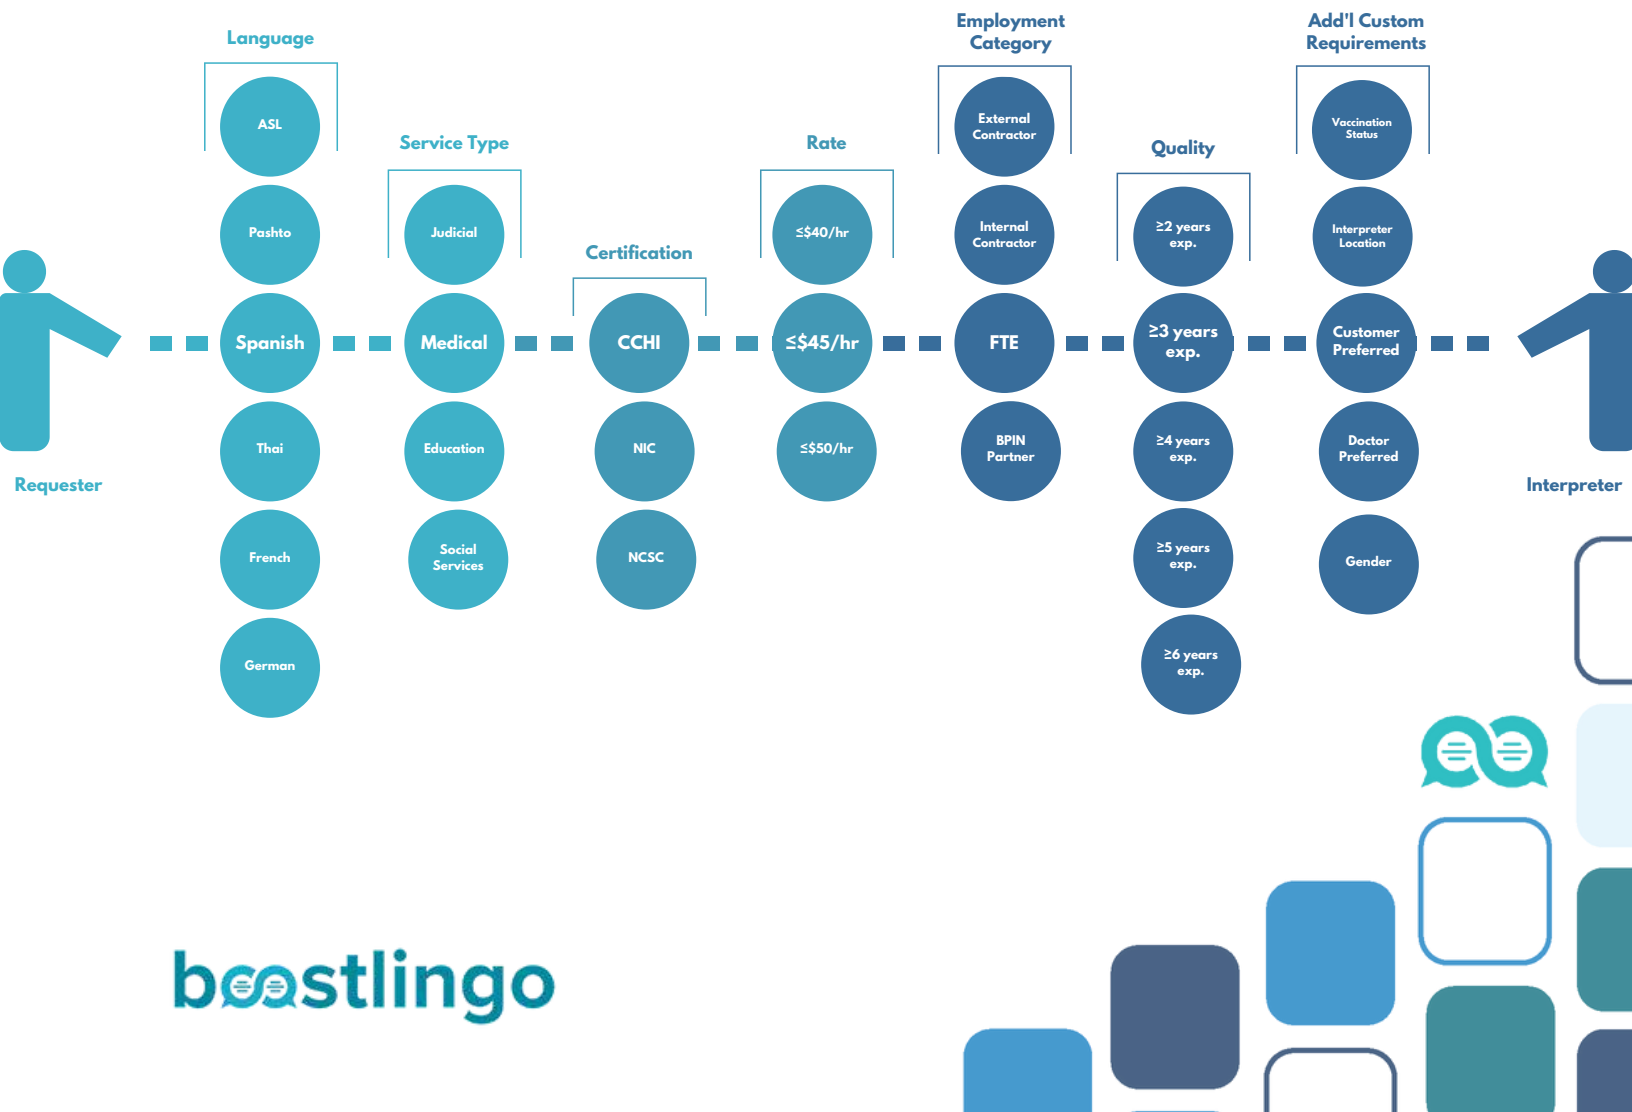 Language
ASL
Pashto
Spanish
Thai
French
German
Service Type
Judicial
Medical
Education
Social
Services
Certification
CCHI
NIC
NCSC
Rate
≤$40/hr
≤$45/hr
≤$50/hr
Employment
Category
External
Contractor
Internal
Contractor
FTE
BPIN
Partner
Quality
≥2 years
exp.
≥3 years
exp.
≥4 years
exp.
≥5 years
exp.
≥6 years
exp.
Add'l Custom
Requirements
Vaccination
Status
Interpreter
Location
Customer
Preferred
Doctor
Preferred
Gender
Requester
Interpreter
boostlingo